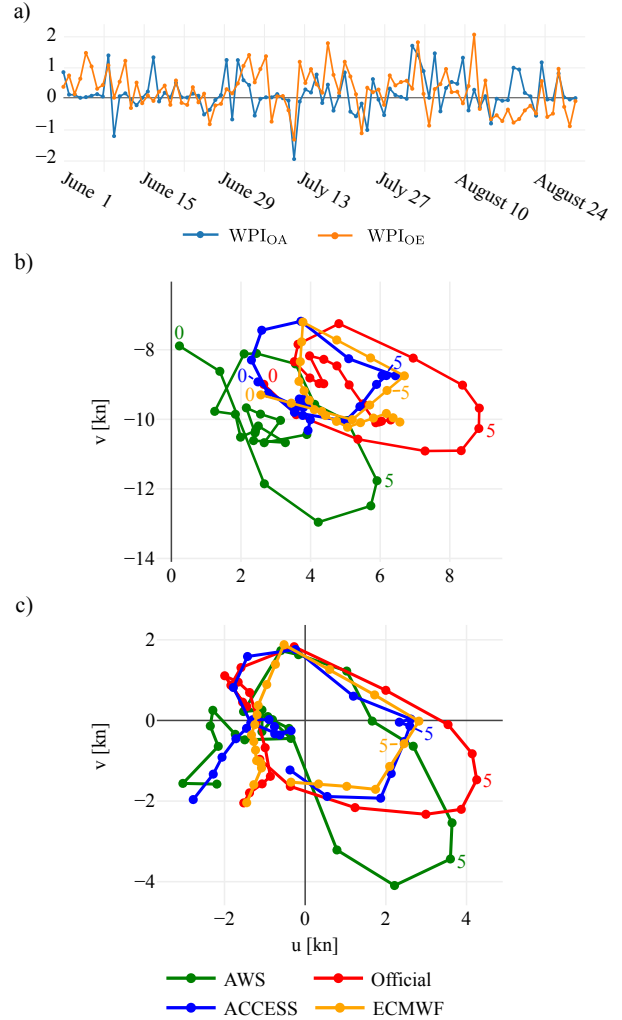 a)
2
1
0
−1
−2
June 1
June 15
June 29
July 13
July 27
August 10
August 24
WPI_OA
WPI_OE
b)
v [kn]
−8
−10
−12
−14
0
2
4
6
8
0
0
0
0
5
5
5
5
c)
v [kn]
2
0
−2
−4
−2
0
2
4
5
5
5
5
u [kn]
AWS
Official
ACCESS
ECMWF